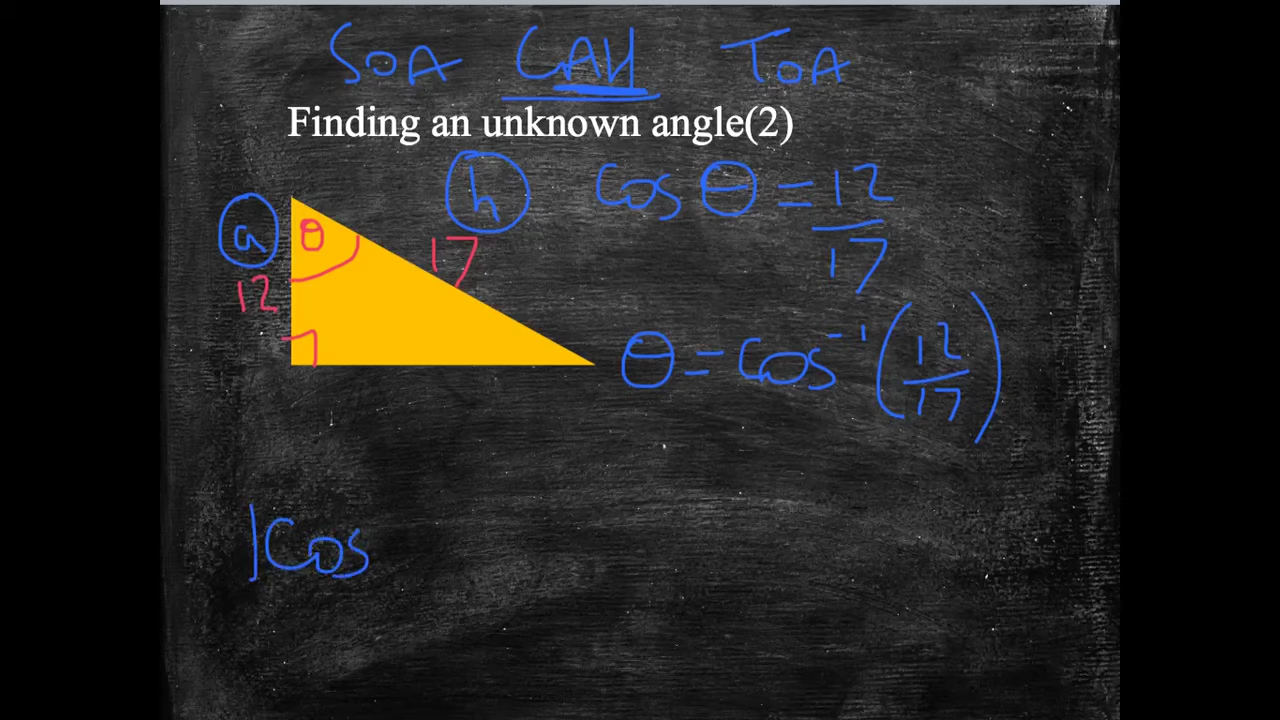 SOA CAH TOA
Finding an unknown angle(2)
h cos θ = 12/17
a θ 17
12
θ = cos⁻¹(12/17)
|Cos